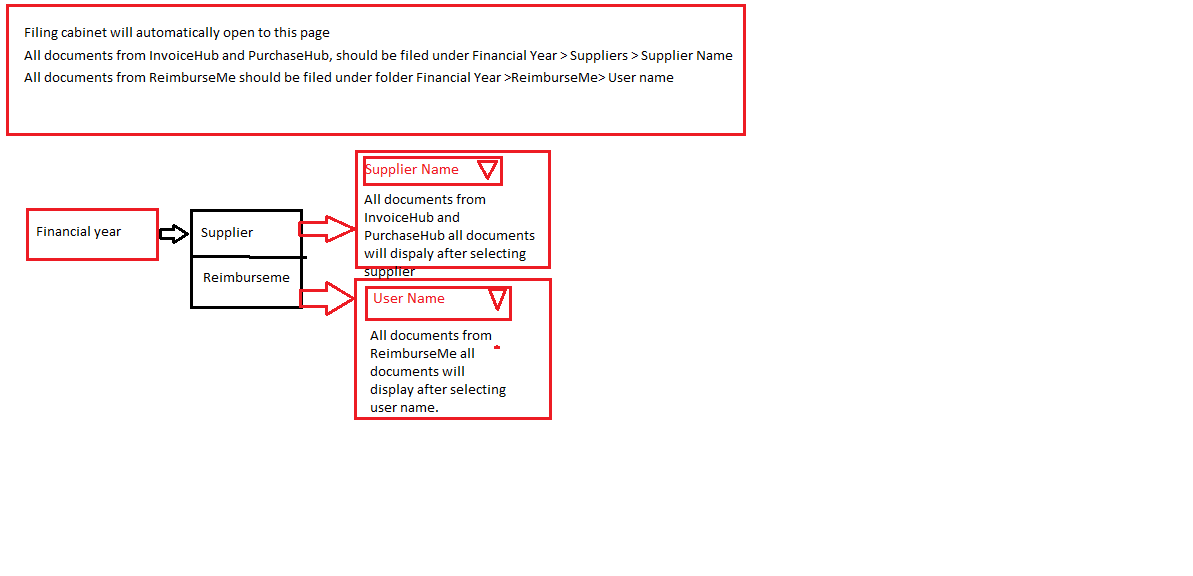 Filing cabinet will automatically open to this page
All documents from InvoiceHub and PurchaseHub, should be filed under Financial Year > Suppliers > Supplier Name
All documents from ReimburseMe should be filed under folder Financial Year >ReimburseMe> User name
Financial year
Supplier
Reimburseme
Supplier Name
All documents from
InvoiceHub and
PurchaseHub all documents
will dispaly after selecting
supplier
User Name
All documents from
ReimburseMe all
documents will
display after selecting
user name.